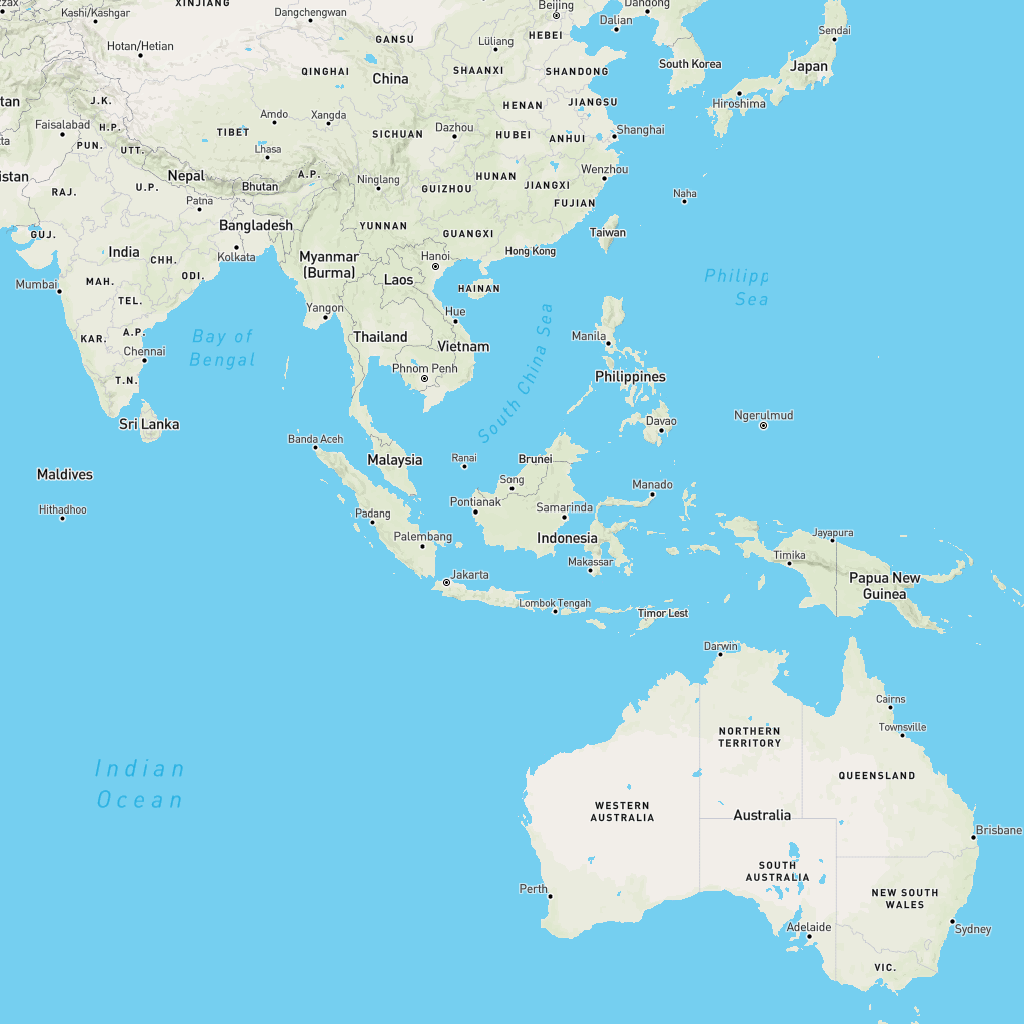 XINJIANG
Kashi/Kashgar
Dangchengwan
Beijing
Dandong
Dalian
Sendai
HEBEI
GANSU
Lüliang
Hotan/Hetian
South Korea
Japan
QINGHAI
China
SHAANXI
SHANDONG
tan
J.K.
HENAN
JIANGSU
Hiroshima
Amdo
Xangda
Faisalabad
H.P.
TIBET
SICHUAN
Dazhou
HUBEI
ANHUI
Shanghai
PUN.
UTT.
Lhasa
istan
Nepal
A.P.
Ninglang
HUNAN
Wenzhou
RAJ.
U.P.
Bhutan
GUIZHOU
JIANGXI
Naha
Patna
FUJIAN
Bangladesh
YUNNAN
GUANGXI
Taiwan
GUJ.
India
CHH.
Kolkata
Myanmar
(Burma)
Hanoi
Hong Kong
MAH.
ODI.
Laos
Philipp
Sea
Mumbai
HAINAN
TEL.
Yangon
Hue
South China Sea
KAR.
A.P.
Bay of
Bengal
Thailand
Vietnam
Manila
Chennai
Phnom Penh
Philippines
T.N.
Sri Lanka
Davao
Ngerulmud
Banda Aceh
Malaysia
Ranai
Brunei
Maldives
Song
Manado
Hithadhoo
Padang
Pontianak
Samarinda
Palembang
Indonesia
Jayapura
Makassar
Timika
Jakarta
Papua New
Guinea
Lombok Tengah
Timor Lest
Darwin
Cairns
Townsville
NORTHERN
TERRITORY
Indian
Ocean
QUEENSLAND
WESTERN
AUSTRALIA
Australia
Brisbane
SOUTH
AUSTRALIA
Perth
NEW SOUTH
WALES
Adelaide
Sydney
VIC.